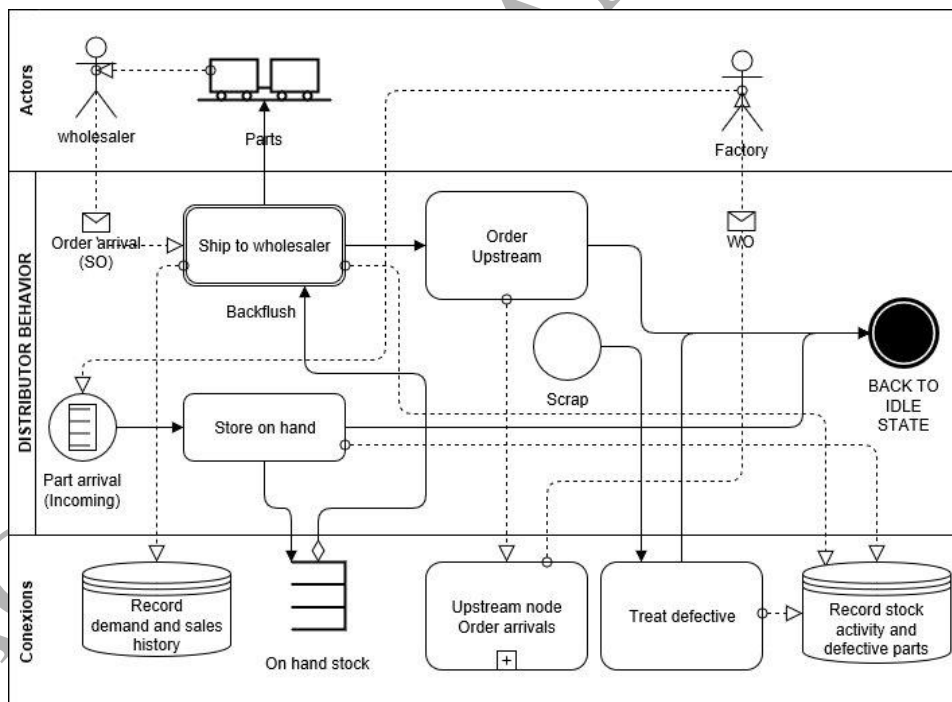 Actors
wholesaler
Parts
Factory
DISTRIBUTOR BEHAVIOR
Order arrival
(SO)
Ship to wholesaler
Order
Upstream
WO
Backflush
Scrap
BACK TO
IDLE
STATE
Store on hand
Part arrival
(Incoming)
Conexions
Record
demand and sales
history
On hand stock
Upstream node
Order arrivals
+
Treat defective
Record stock
activity and
defective parts